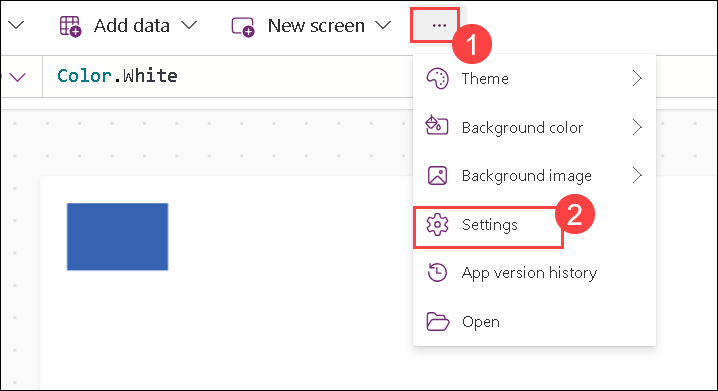 Add data New screen ...
1
Color.White
Theme
Background color
Background image
2
Settings
App version history
Open